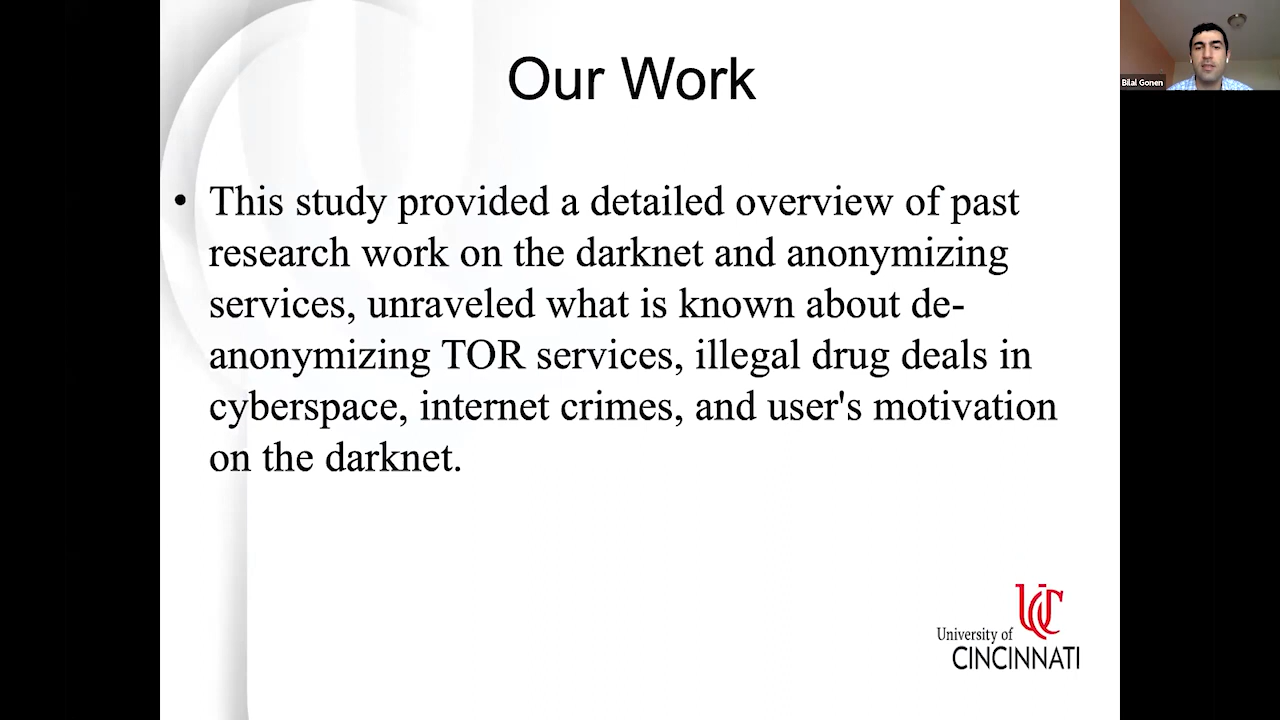 Our Work
Bilal Gonen
• This study provided a detailed overview of past
research work on the darknet and anonymizing
services, unraveled what is known about de-
anonymizing TOR services, illegal drug deals in
cyberspace, internet crimes, and user's motivation
on the darknet.
UC
University of
CINCINNATI